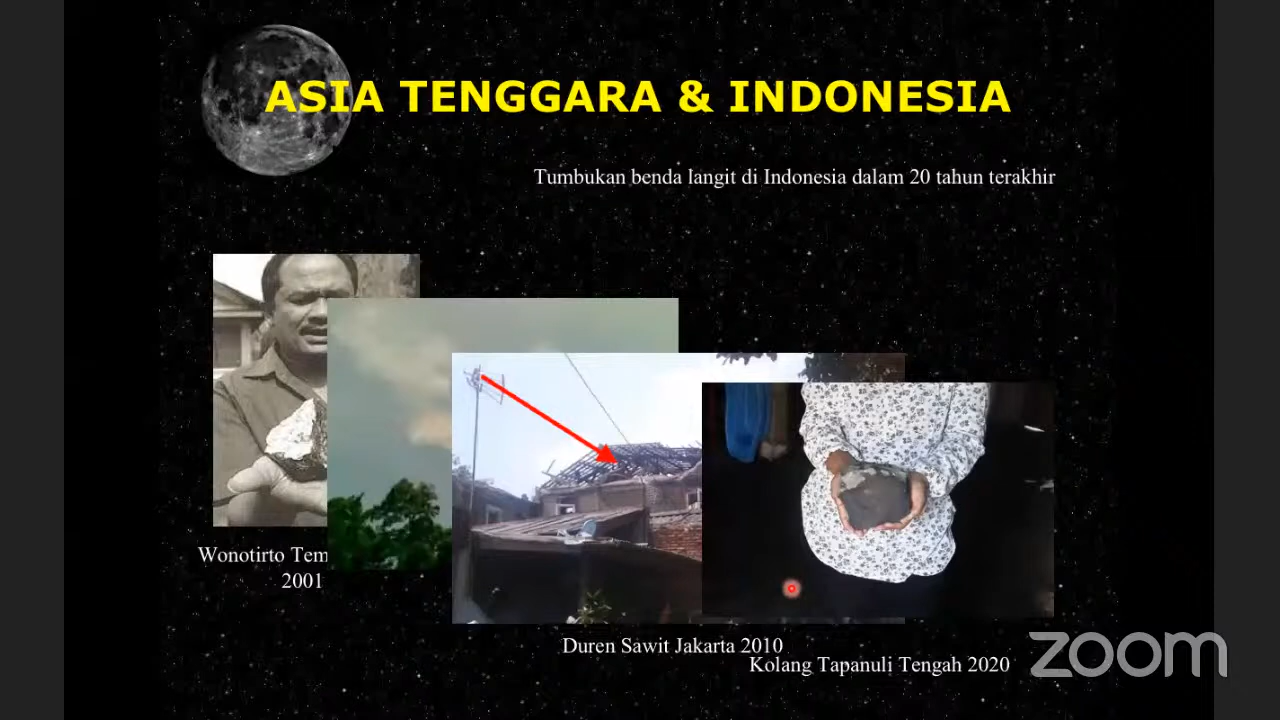 ASIA TENGGARA & INDONESIA
Tumbukan benda langit di Indonesia dalam 20 tahun terakhir
Wonotirto
2001
Duren Sawit Jakarta 2010
Kolang Tapanuli Tengah 2020
zoom